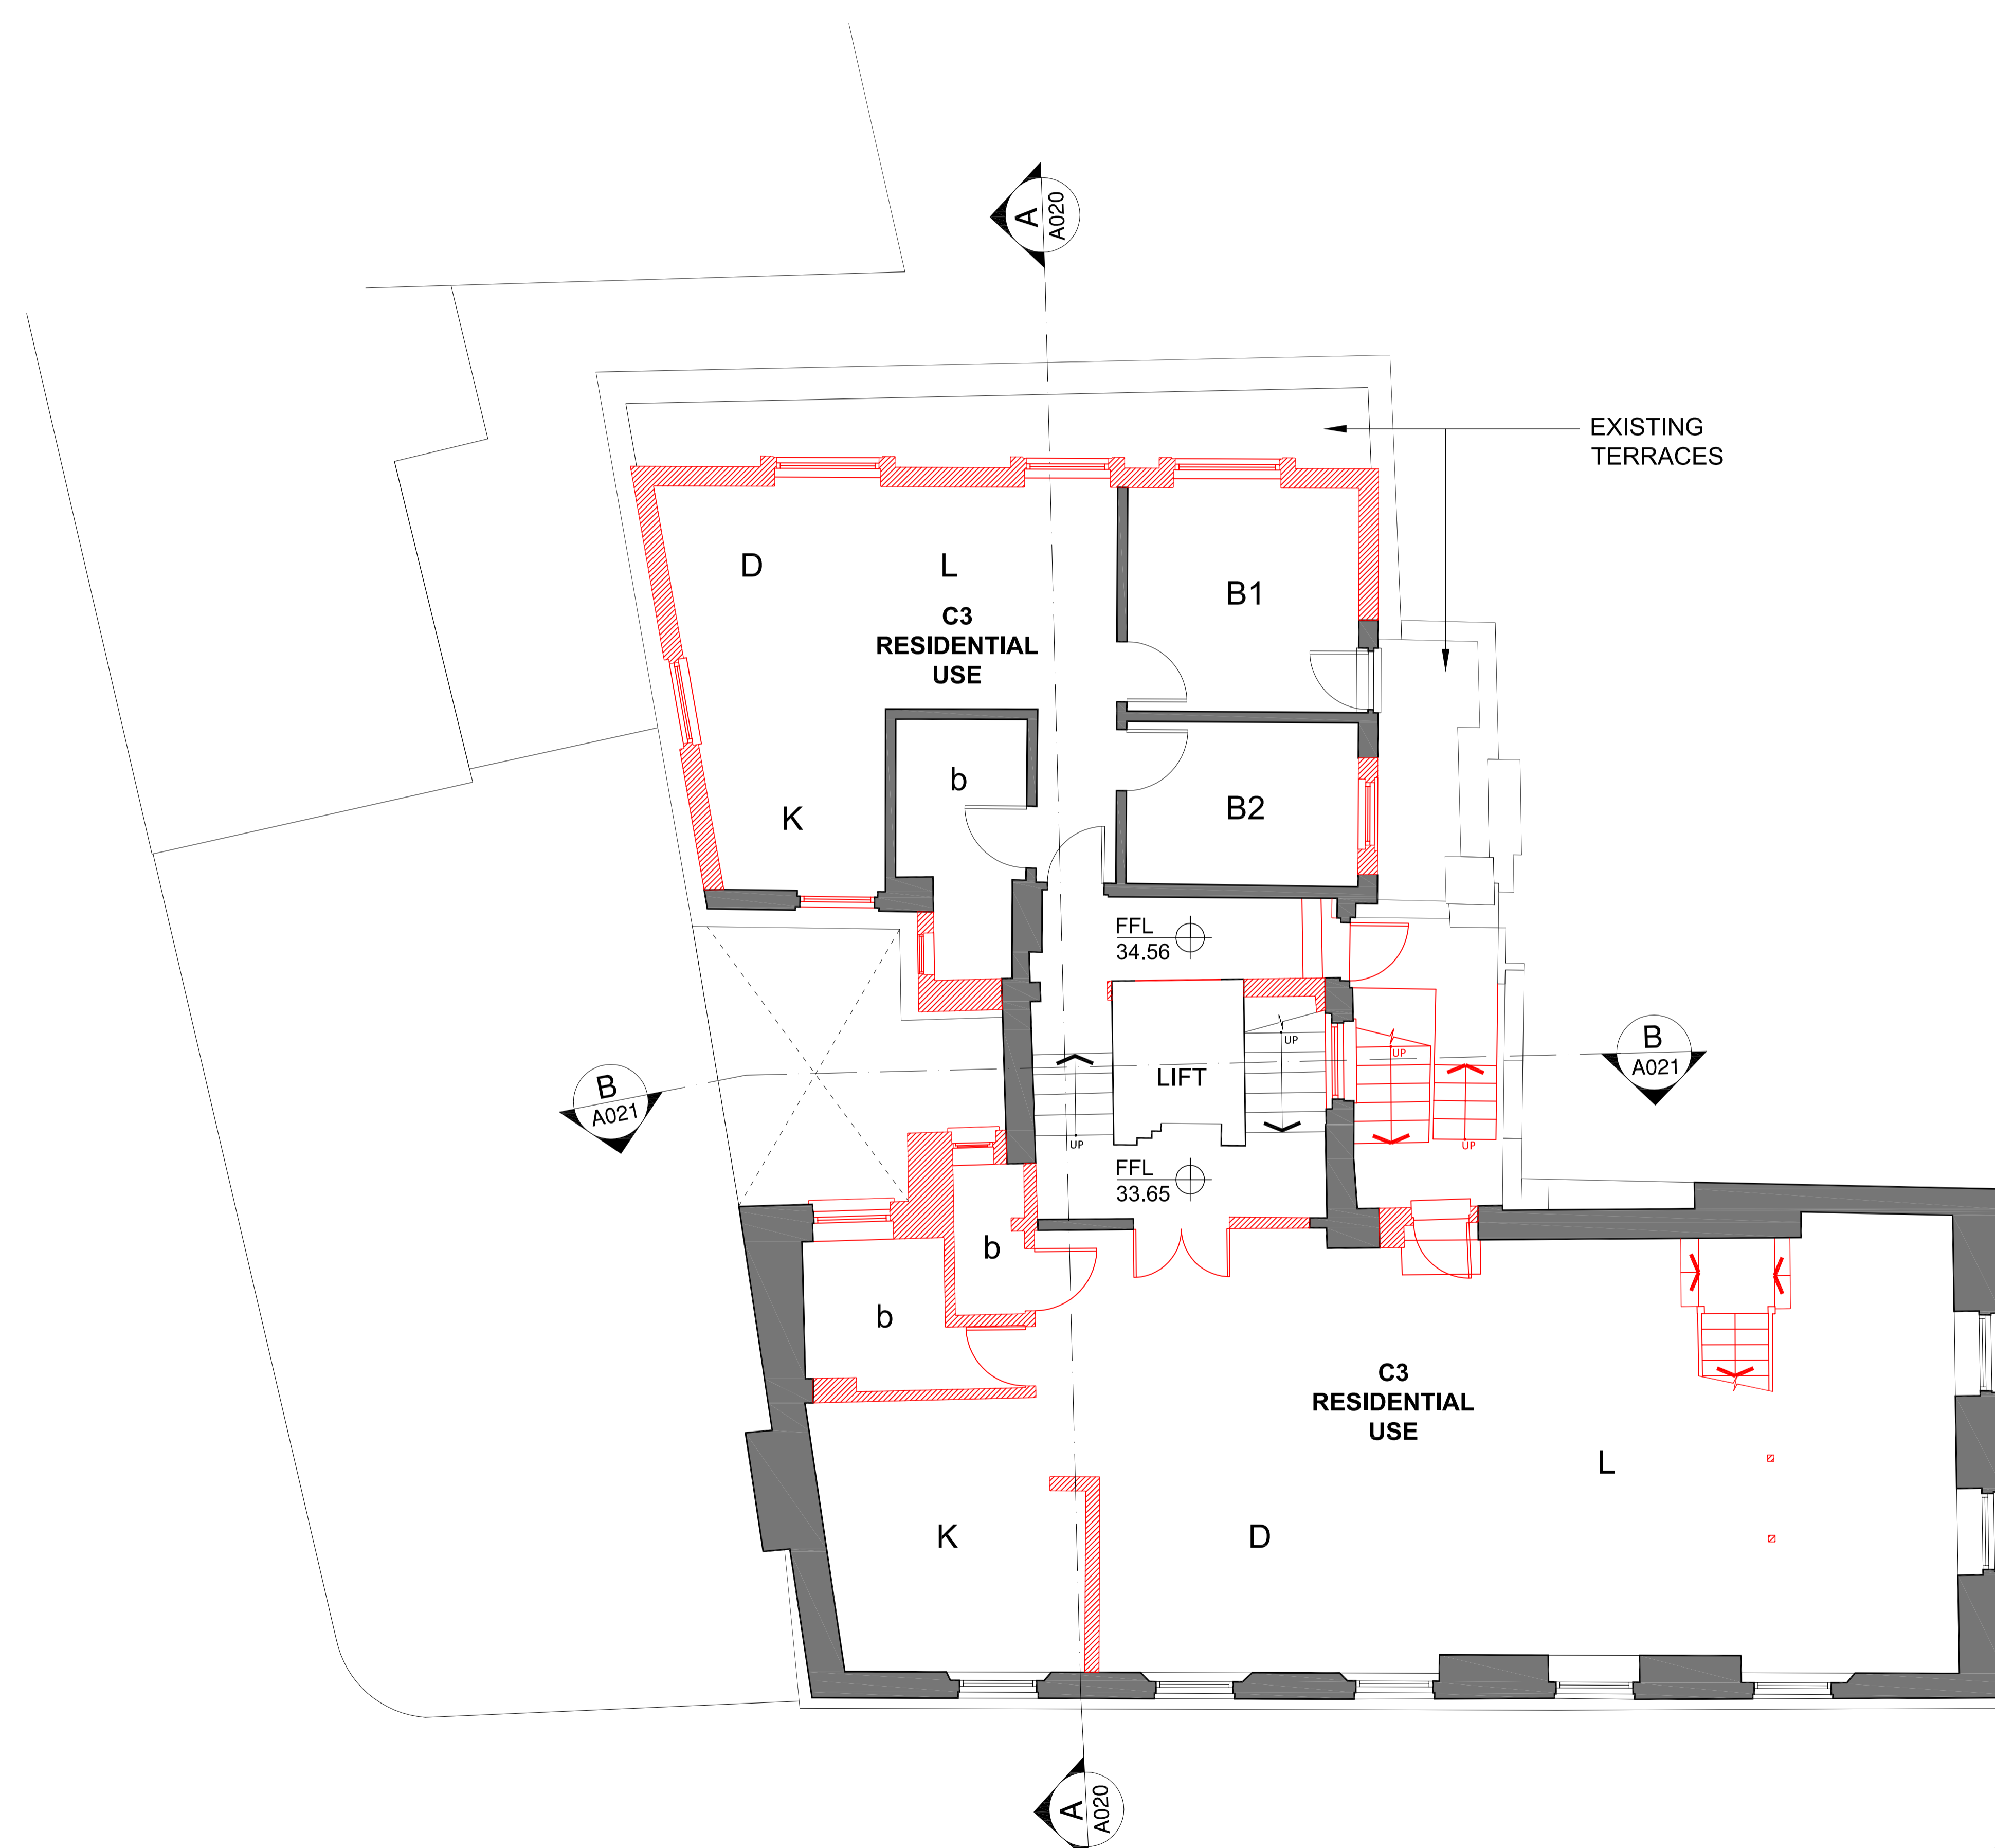 A
A020
EXISTING
TERRACES
D
L
B1
C3
RESIDENTIAL
USE
b
K
B2
FFL
34.56
UP
UP
B
A021
LIFT
B
A021
UP
UP
FFL
33.65
b
b
C3
RESIDENTIAL
USE
L
K
D
A
A020